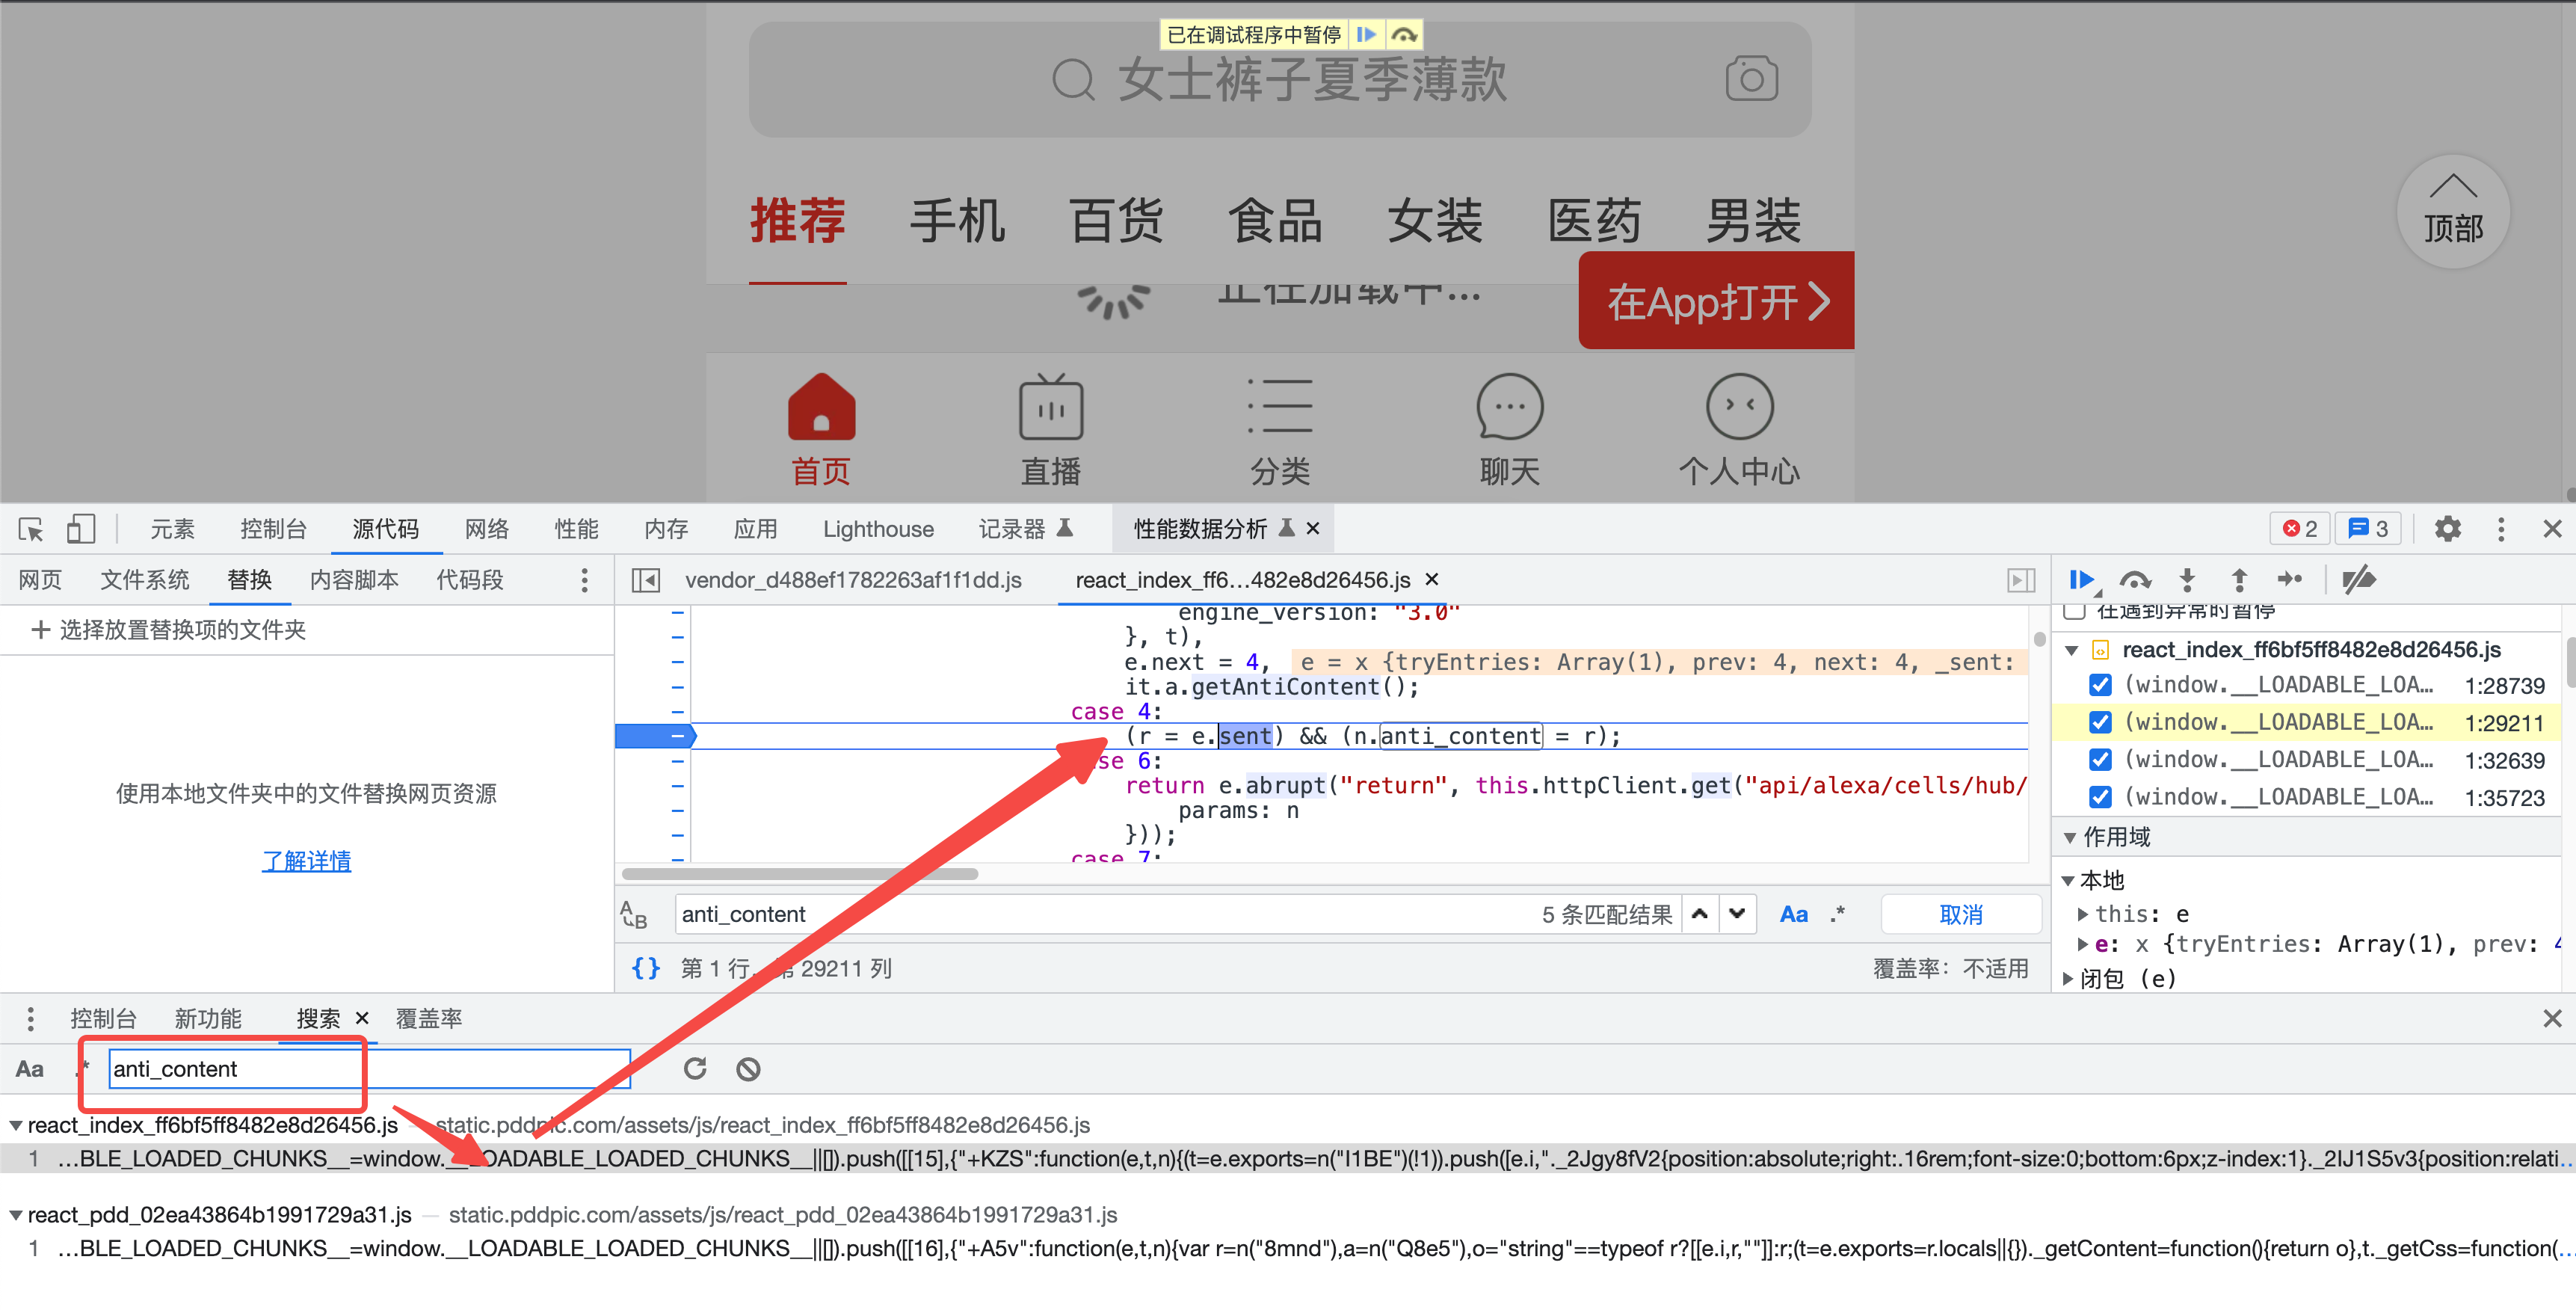 已在调试程序中暂停
女士裤子夏季薄款
推荐 手机 百货 食品 女装 医药 男装
顶部
正在加载中...
在App打开
首页 直播 分类 聊天 个人中心
元素 控制台 源代码 网络 性能 内存 应用 Lighthouse 记录器 性能数据分析 2 3
网页 文件系统 替换 内容脚本 代码段
vendor_d488ef1782263af1f1dd.js react_index_ff6…482e8d26456.js
选择放置替换项的文件夹
使用本地文件夹中的文件替换网页资源
了解详情
engine_version: "3.0"
}, t),
e.next = 4, e = x {tryEntries: Array(1), prev: 4, next: 4, _sent:
it.a.getAntiContent();
case 4:
(r = e.sent) && (n.anti_content = r);
se 6:
return e.abrupt("return", this.httpClient.get("api/alexa/cells/hub/
params: n
}));
case 7:
anti_content 5 条匹配结果 Aa .* 取消
{} 第 1 行，第 29211 列 覆盖率：不适用
在遇到异常时暂停
react_index_ff6bf5ff8482e8d26456.js
(window.__LOADABLE_LOA… 1:28739
(window.__LOADABLE_LOA… 1:29211
(window.__LOADABLE_LOA… 1:32639
(window.__LOADABLE_LOA… 1:35723
作用域
本地
this: e
e: x {tryEntries: Array(1), prev: 4
闭包 (e)
控制台 新功能 搜索 覆盖率
Aa .* anti_content
react_index_ff6bf5ff8482e8d26456.js — static.pddpic.com/assets/js/react_index_ff6bf5ff8482e8d26456.js
1 …BLE_LOADED_CHUNKS__=window.__LOADABLE_LOADED_CHUNKS__||[]).push([[15],{"+KZS":function(e,t,n){(t=e.exports=n("I1BE")(!1)).push([e.i,"._2Jgy8fV2{position:absolute;right:.16rem;font-size:0;bottom:6px;z-index:1}._2IJ1S5v3{position:relati…
react_pdd_02ea43864b1991729a31.js — static.pddpic.com/assets/js/react_pdd_02ea43864b1991729a31.js
1 …BLE_LOADED_CHUNKS__=window.__LOADABLE_LOADED_CHUNKS__||[]).push([[16],{"+A5v":function(e,t,n){var r=n("8mnd"),a=n("Q8e5"),o="string"==typeof r?[[e.i,r,""]]:r;(t=e.exports=r.locals||{})._getContent=function(){return o},t._getCss=function(…